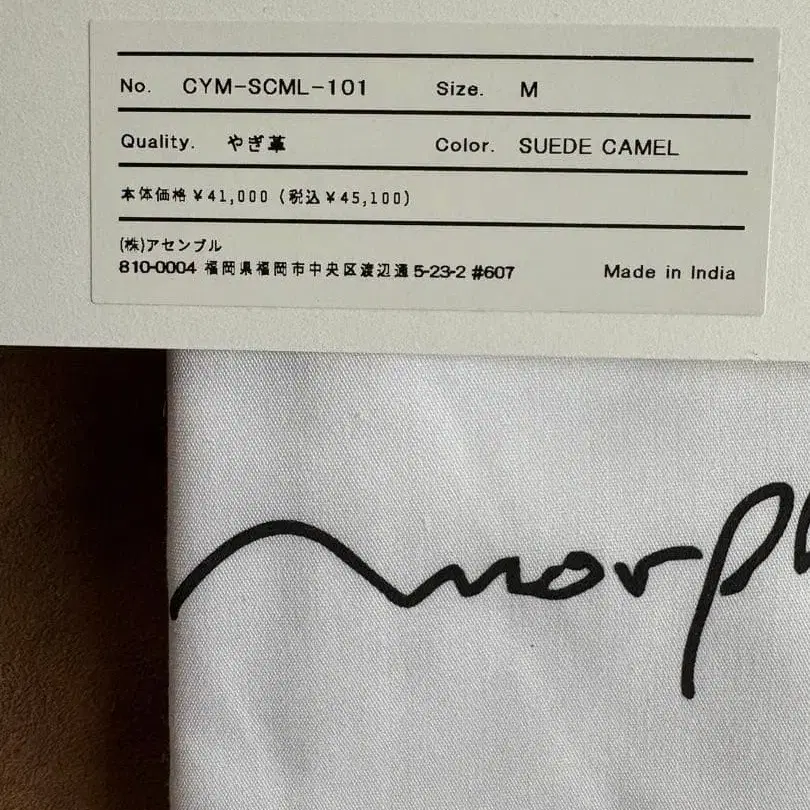 No. CYM-SCML-101 Size. M
Quality. やぎ革 Color. SUEDE CAMEL
本体価格￥41,000（税込￥45,100）
(株)アセンブル
810-0004 福岡県福岡市中央区渡辺通5-23-2 #607 Made in India